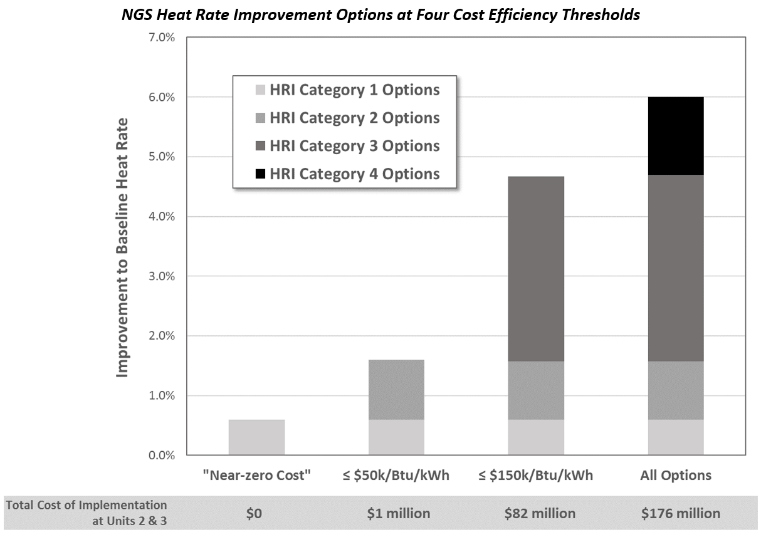 NGS Heat Rate Improvement Options at Four Cost Efficiency Thresholds
7.0%
6.0%
5.0%
4.0%
3.0%
2.0%
1.0%
0.0%
Improvement to Baseline Heat Rate
HRI Category 1 Options
HRI Category 2 Options
HRI Category 3 Options
HRI Category 4 Options
"Near-zero Cost" ≤ $50k/Btu/kWh ≤ $150k/Btu/kWh All Options
Total Cost of Implementation
at Units 2 & 3
$0 $1 million $82 million $176 million